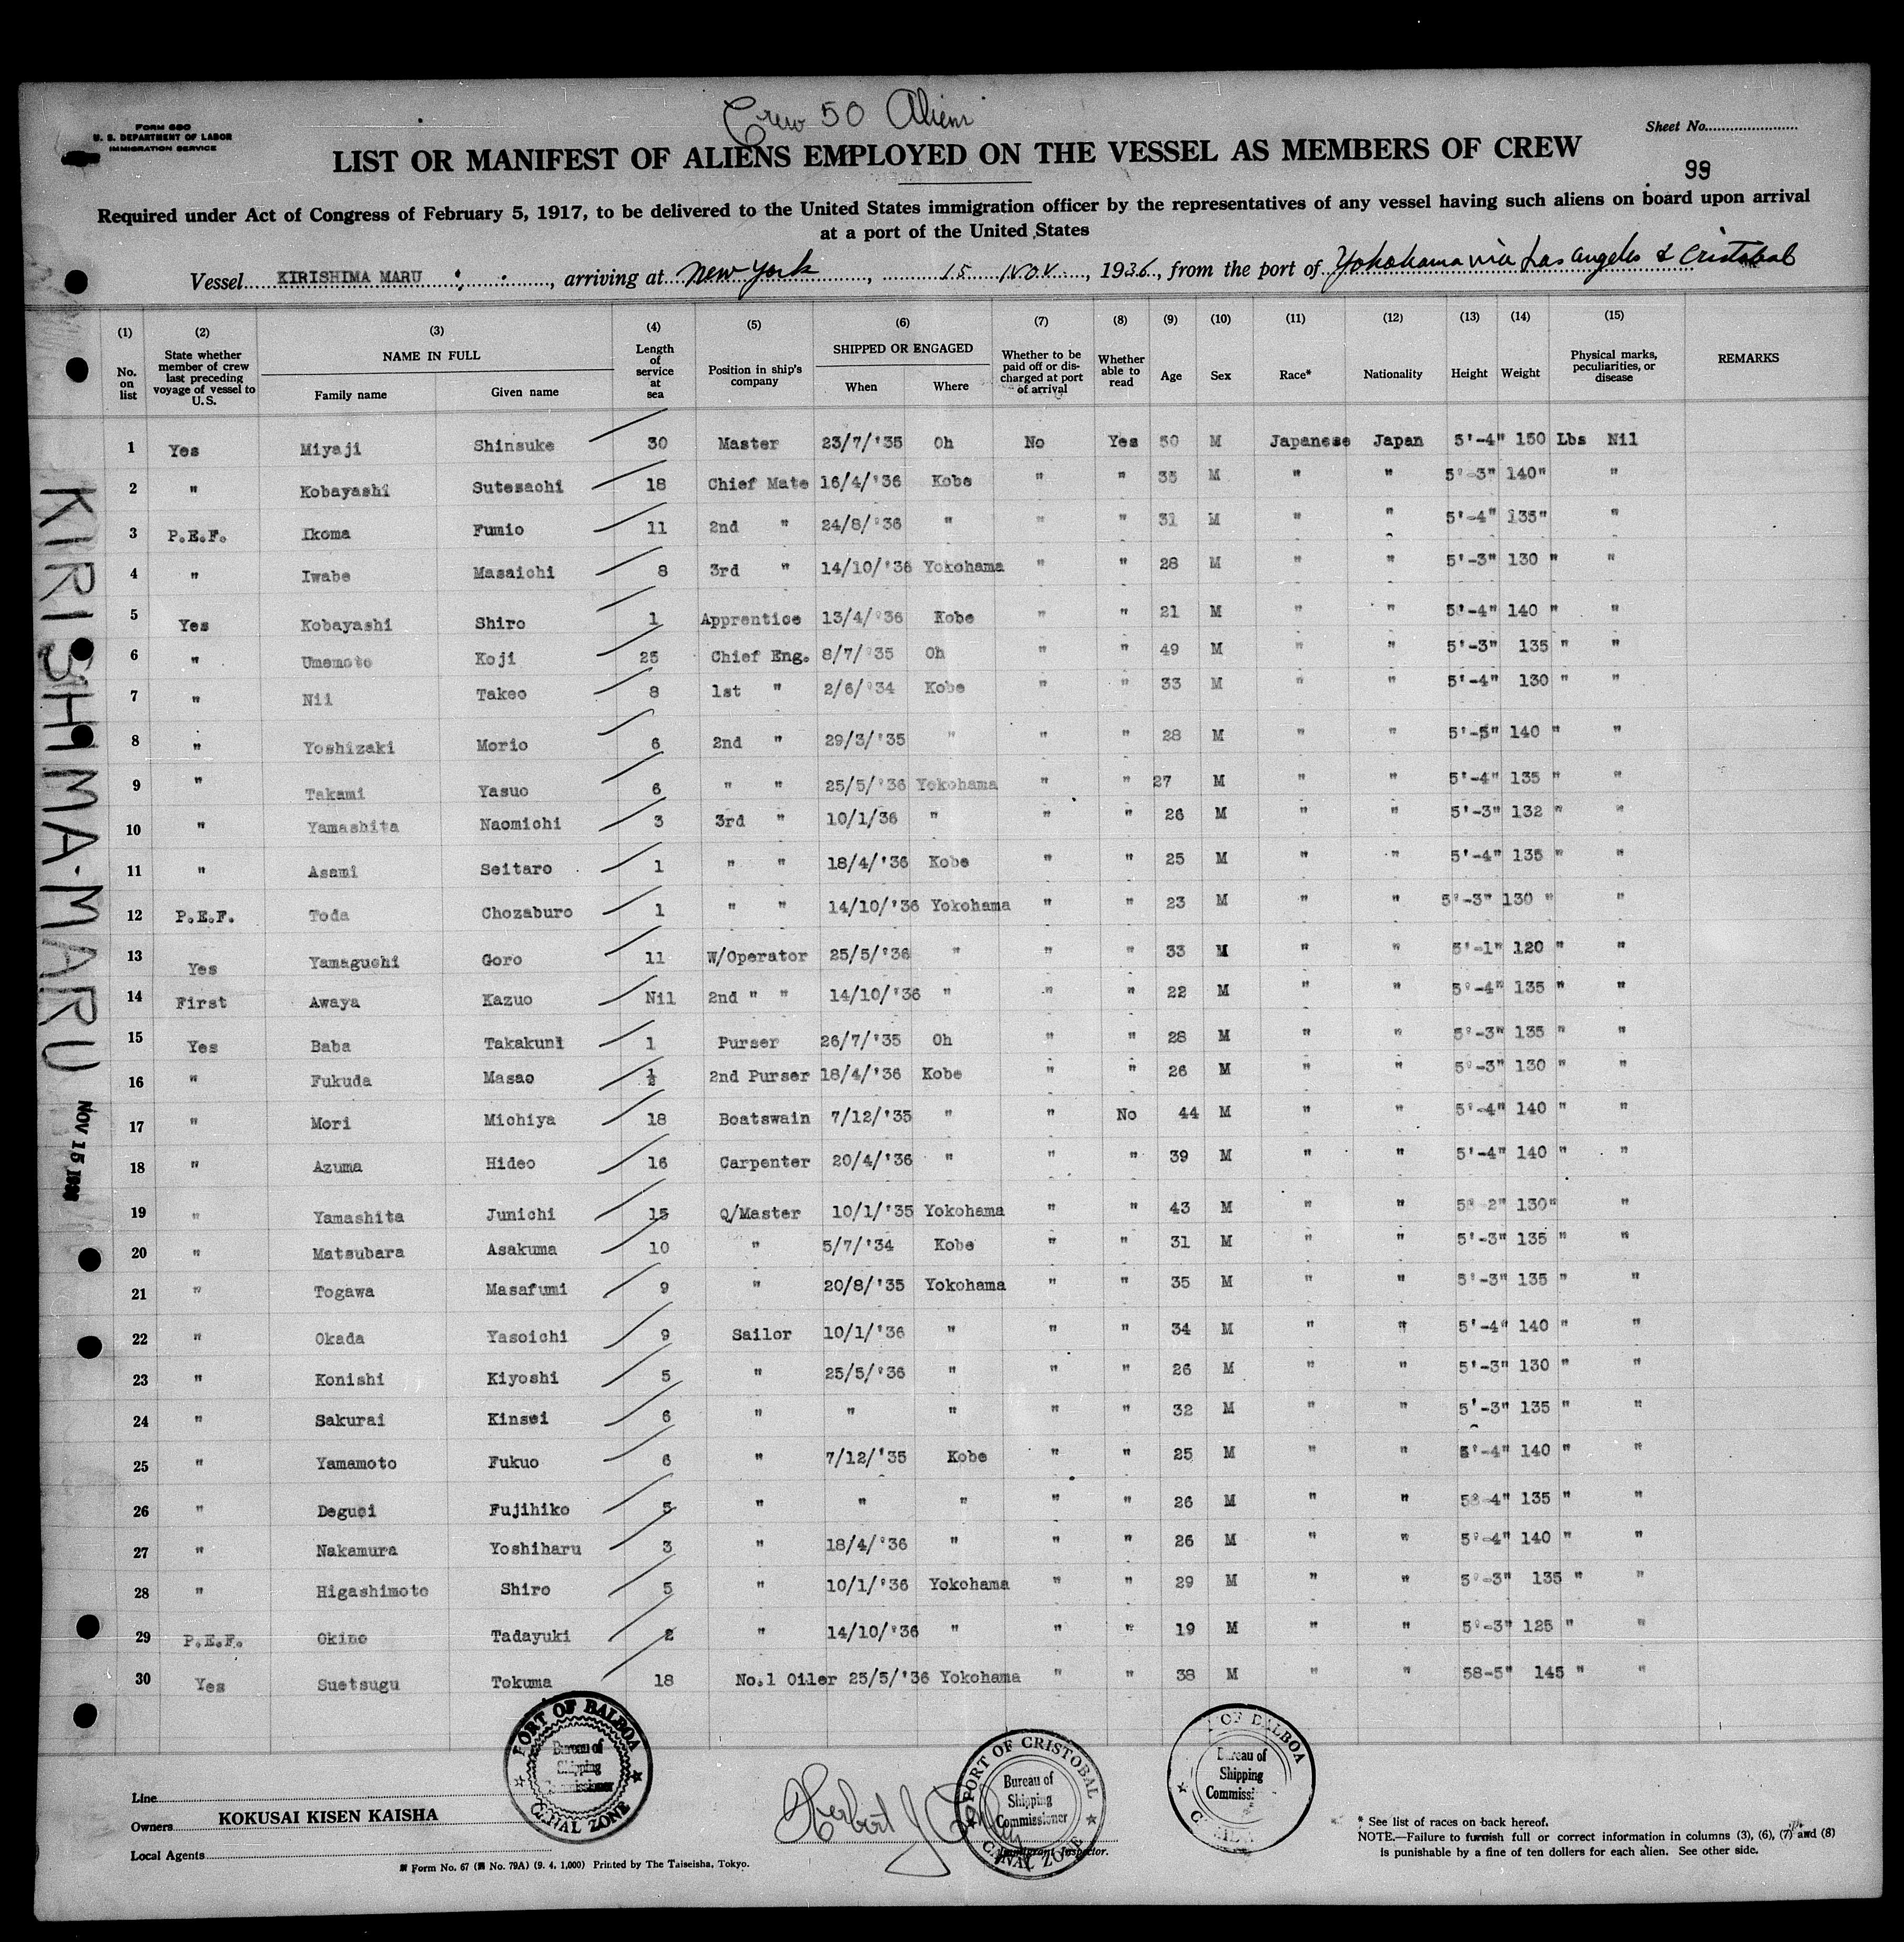 Crew 50 Aliens
FORM 680
U. S. DEPARTMENT OF LABOR
IMMIGRATION SERVICE
Sheet No.
LIST OR MANIFEST OF ALIENS EMPLOYED ON THE VESSEL AS MEMBERS OF CREW
99
Required under Act of Congress of February 5, 1917, to be delivered to the United States immigration officer by the representatives of any vessel having such aliens on board upon arrival
at a port of the United States
Vessel KIRISHIMA MARU, arriving at New York, 15 NOV., 1936, from the port of Yokohama via Los Angeles & Cristobal
(1) (2) (3) (4) (5) (6) (7) (8) (9) (10) (11) (12) (13) (14) (15)
No. on list | State whether member of crew last preceding voyage of vessel to U.S. | NAME IN FULL Family name Given name | Length of service at sea | Position in ship's company | SHIPPED OR ENGAGED When Where | Whether to be paid off or discharged at port of arrival | Whether able to read | Age | Sex | Race* | Nationality | Height | Weight | Physical marks, peculiarities, or disease | REMARKS
1 Yes Miyaji Shinsuke 30 Master 23/7/'35 Oh No Yes 50 M Japanese Japan 5'-4" 150 Lbs Nil
2 " Kobayashi Sutesachi 18 Chief Mate 16/4/'36 Kobe " " 35 M " " 5'-3" 140" "
3 P.E.F. Ikoma Fumio 11 2nd " 24/8/'36 " " " 31 M " " 5'-4" 135" "
4 " Iwabe Masaichi 8 3rd " 14/10/'36 Yokohama " " 28 M " " 5'-3" 130 " "
5 Yes Kobayashi Shiro 1 Apprentice 13/4/'36 Kobe " " 21 M " " 5'-4" 140 " "
6 " Umemoto Koji 25 Chief Eng. 8/7/'35 Oh " " 49 M " " 5'-3" 135 " "
7 " Nii Takeo 8 1st " 2/6/'34 Kobe " " 33 M " " 5'-4" 130 " "
8 " Yoshizaki Morio 6 2nd " 29/3/'35 " " " 28 M " " 5'-5" 140 " "
9 " Takami Yasuo 6 " " 25/5/'36 Yokohama " " 27 M " " 5'-4" 135 " "
10 " Yamashita Naomichi 3 3rd " 10/1/36 " " " 26 M " " 5'-3" 132 " "
11 " Asami Seitaro 1 " " 18/4/'36 Kobe " " 25 M " " 5'-4" 135 " "
12 P.E.F. Toda Chozaburo 1 " " 14/10/'36 Yokohama " " 23 M " " 5'-3" 130 " "
13 Yes Yamaguchi Goro 11 W/Operator 25/5/'36 " " " 33 M " " 5'-1" 120 " "
14 First Awaya Kazuo Nil 2nd " " 14/10/'36 " " " 22 M " " 5'-4" 135 " "
15 Yes Baba Takakuni 1 Purser 26/7/'35 Oh " " 28 M " " 5'-3" 135 " "
16 " Fukuda Masao ½ 2nd Purser 18/4/'36 Kobe " " 26 M " " 5'-3" 130 " "
17 " Mori Michiya 18 Boatswain 7/12/'35 " " No 44 M " " 5'-4" 140 " "
18 " Azuma Hideo 16 Carpenter 20/4/'36 " " " 39 M " " 5'-4" 140 " "
19 " Yamashita Junichi 15 Q/Master 10/1/'35 Yokohama " " 43 M " " 58-2" 130" "
20 " Matsubara Asakuma 10 " 5/7/'34 Kobe " " 31 M " " 5'-3" 135 " "
21 " Togawa Masafumi 9 " 20/8/'35 Yokohama " " 35 M " " 5'-3" 135 " "
22 " Okada Yasoichi 9 Sailor 10/1/'36 " " " 34 M " " 5'-4" 140 " "
23 " Konishi Kiyoshi 5 " 25/5/'36 " " " 26 M " " 5'-3" 130 " "
24 " Sakurai Kinsei 6 " " " " " 32 M " " 5'-3" 135 " "
25 " Yamamoto Fukuo 6 " 7/12/'35 Kobe " " 25 M " " 5'-4" 140 " "
26 " Deguci Fujihiko 5 " " " " " 26 M " " 58-4" 135 " "
27 " Nakamura Yoshiharu 3 " 18/4/'36 " " " 26 M " " 5'-4" 140 " "
28 " Higashimoto Shiro 5 " 10/1/'36 Yokohama " " 29 M " " 5'-3" 135 " "
29 P.E.F. Okino Tadayuki 2 " 14/10/'36 " " " 19 M " " 5'-3" 125 " "
30 Yes Suetsugu Tokuma 18 No.1 Oiler 25/5/'36 Yokohama " " 38 M " " 58-5" 145 " "
KIRISHIMA-MARU
NOV 15 1936
PORT OF BALBOA Bureau of Shipping Commissioner CANAL ZONE
PORT OF CRISTOBAL Bureau of Shipping Commissioner CANAL ZONE
OF BALBOA Bureau of Shipping
Line
Owners KOKUSAI KISEN KAISHA
Local Agents
Herbert J
Immigrant Inspector.
Form No. 67 (No. 79A) (9. 4. 1,000) Printed by The Taiseisha, Tokyo.
* See list of races on back hereof.
NOTE.—Failure to furnish full or correct information in columns (3), (6), (7) and (8)
is punishable by a fine of ten dollars for each alien. See other side.